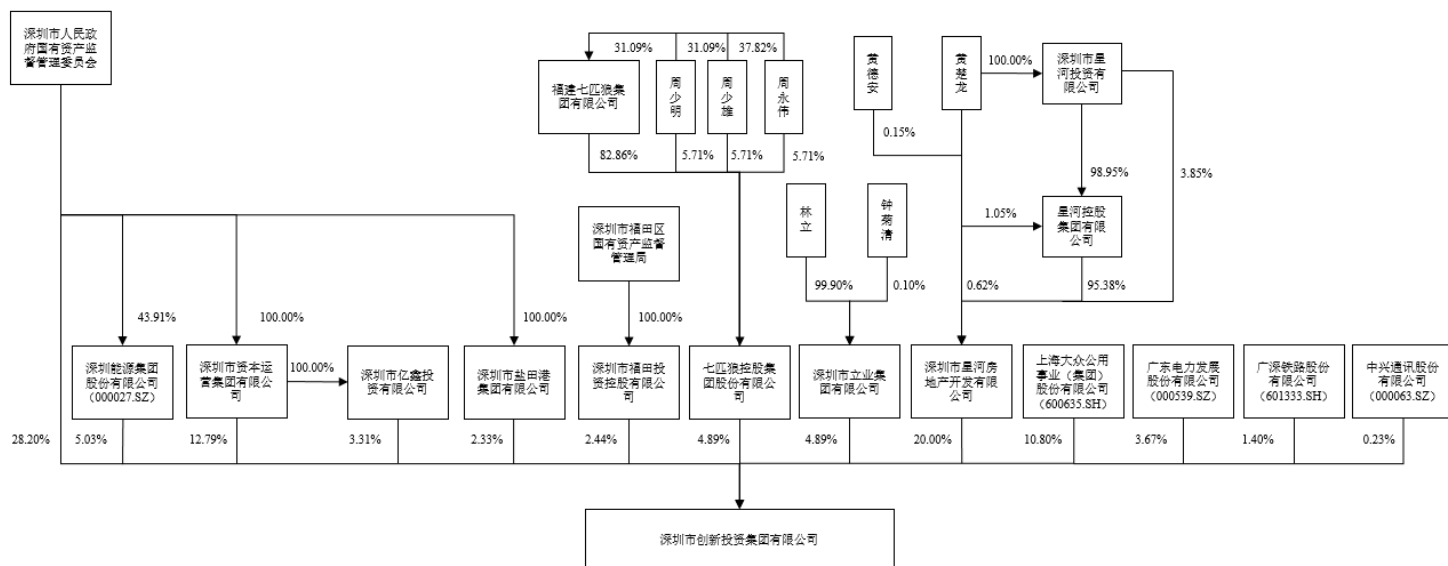 深圳市人民政
府国有资产监
督管理委员会
31.09%
31.09%
37.82%
福建七匹狼集
团有限公司
周少明
周少雄
周永伟
黄德安
黄楚龙
100.00%
深圳市星
河投资有
限公司
0.15%
82.86%
5.71%
5.71%
5.71%
98.95%
3.85%
深圳市福田区
国有资产监督
管理局
林立
钟菊清
1.05%
星河控股
集团有限
公司
99.90%
0.10%
0.62%
95.38%
43.91%
100.00%
100.00%
100.00%
深圳能源集团
股份有限公司
（000027.SZ）
深圳市资本运
营集团有限公
司
100.00%
深圳市亿鑫投
资有限公司
深圳市盐田港
集团有限公司
深圳市福田投
资控股有限公
司
七匹狼控股集
团股份有限公
司
深圳市立业集
团有限公司
深圳市星河房
地产开发有限
公司
上海大众公用
事业（集团）
股份有限公司
（600635.SH）
广东电力发展
股份有限公司
（000539.SZ）
广深铁路股份
有限公司
（601333.SH）
中兴通讯股份
有限公司
（000063.SZ）
28.20%
5.03%
12.79%
3.31%
2.33%
2.44%
4.89%
4.89%
20.00%
10.80%
3.67%
1.40%
0.23%
深圳市创新投资集团有限公司